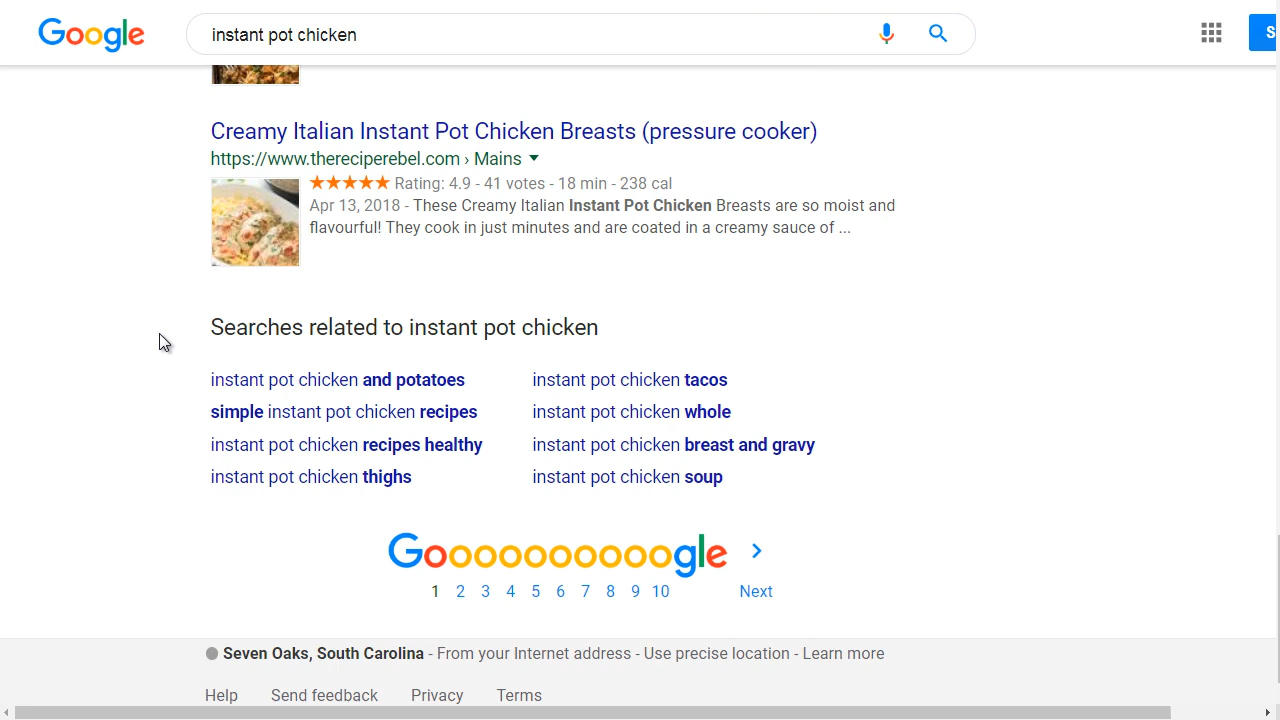 Google
instant pot chicken
S
Creamy Italian Instant Pot Chicken Breasts (pressure cooker)
https://www.thereciperebel.com › Mains
Rating: 4.9 - 41 votes - 18 min - 238 cal
Apr 13, 2018 - These Creamy Italian Instant Pot Chicken Breasts are so moist and
flavourful! They cook in just minutes and are coated in a creamy sauce of ...
Searches related to instant pot chicken
instant pot chicken and potatoes
instant pot chicken tacos
simple instant pot chicken recipes
instant pot chicken whole
instant pot chicken recipes healthy
instant pot chicken breast and gravy
instant pot chicken thighs
instant pot chicken soup
Goooooooooogle
1 2 3 4 5 6 7 8 9 10 Next
Seven Oaks, South Carolina - From your Internet address - Use precise location - Learn more
Help Send feedback Privacy Terms